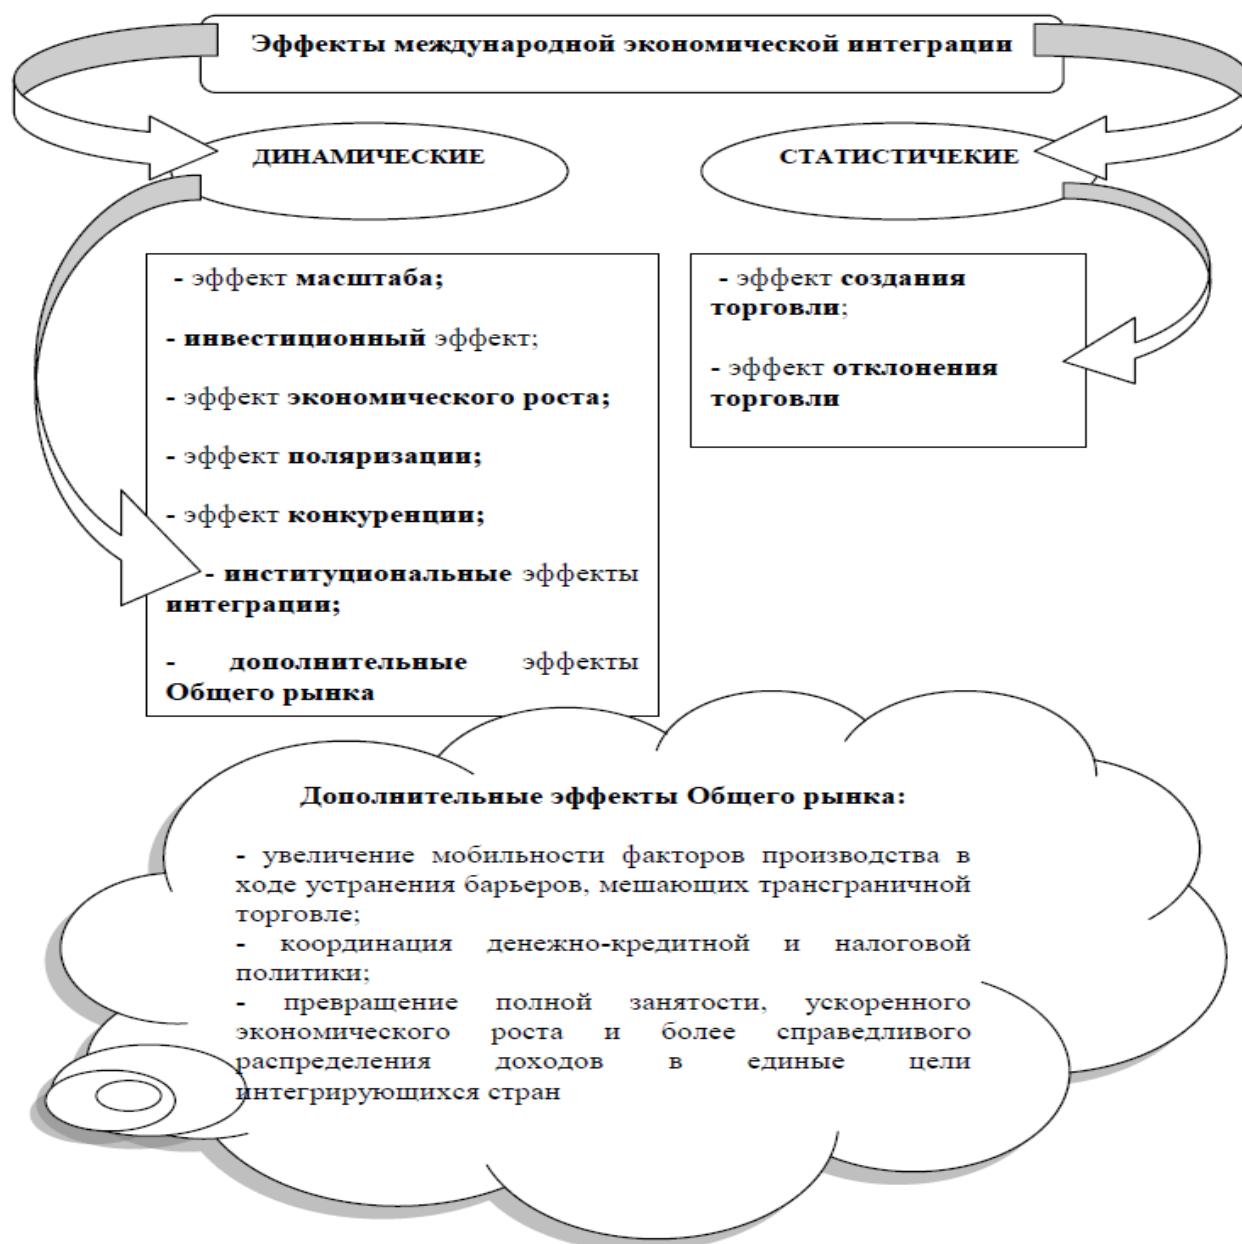 Эффекты международной экономической интеграции
ДИНАМИЧЕСКИЕ
СТАТИСТИЧЕКИЕ
- эффект масштаба;
- инвестиционный эффект;
- эффект экономического роста;
- эффект поляризации;
- эффект конкуренции;
- институциональные эффекты
интеграции;
- дополнительные эффекты
Общего рынка
- эффект создания
торговли;
- эффект отклонения
торговли
Дополнительные эффекты Общего рынка:
- увеличение мобильности факторов производства в
ходе устранения барьеров, мешающих трансграничной
торговле;
- координация денежно-кредитной и налоговой
политики;
- превращение полной занятости, ускоренного
экономического роста и более справедливого
распределения доходов в единые цели
интегрирующихся стран